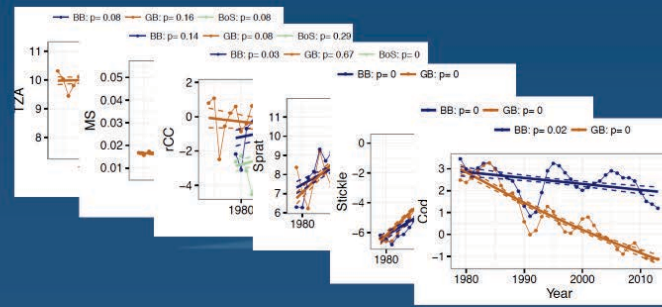 BB: p= 0.08 GB: p= 0.16 BoS: p= 0.08
BB: p= 0.14 GB: p= 0.08 BoS: p= 0.29
BB: p= 0.03 GB: p= 0.67 BoS: p= 0
BB: p= 0 GB: p= 0
BB: p= 0 GB: p= 0
BB: p= 0.02 GB: p= 0
TZA
11
10
9
8
MS
0.05
0.04
0.03
0.02
0.01
rCC
2
0
−2
−4
1980
Sprat
11
10
9
8
7
6
1980
Stickle
0
−2
−4
−6
1980
Cod
3
2
1
0
−1
1980
1990
2000
2010
Year